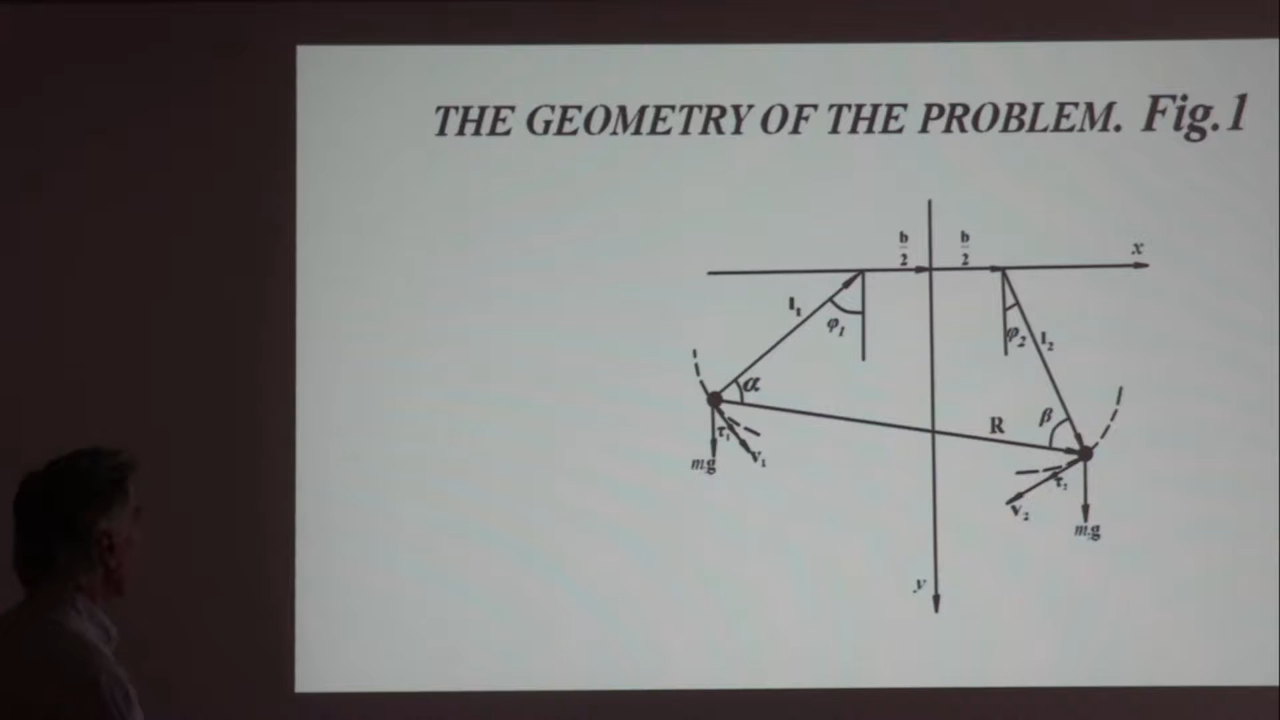 THE GEOMETRY OF THE PROBLEM. Fig.1
b/2 b/2 x
l₁ φ₁ φ₂ l₂
α
R β
τ₁ v₁ mg
τ₂ v₂ mg
y